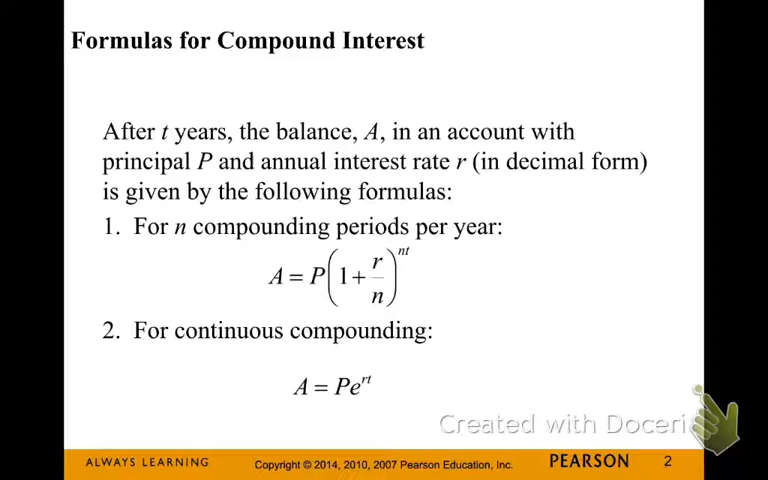 Formulas for Compound Interest
After t years, the balance, A, in an account with
principal P and annual interest rate r (in decimal form)
is given by the following formulas:
1. For n compounding periods per year:
A = P(1 + r/n)^nt
2. For continuous compounding:
A = Pe^rt
Created with Doceri
ALWAYS LEARNING Copyright © 2014, 2010, 2007 Pearson Education, Inc. PEARSON 2